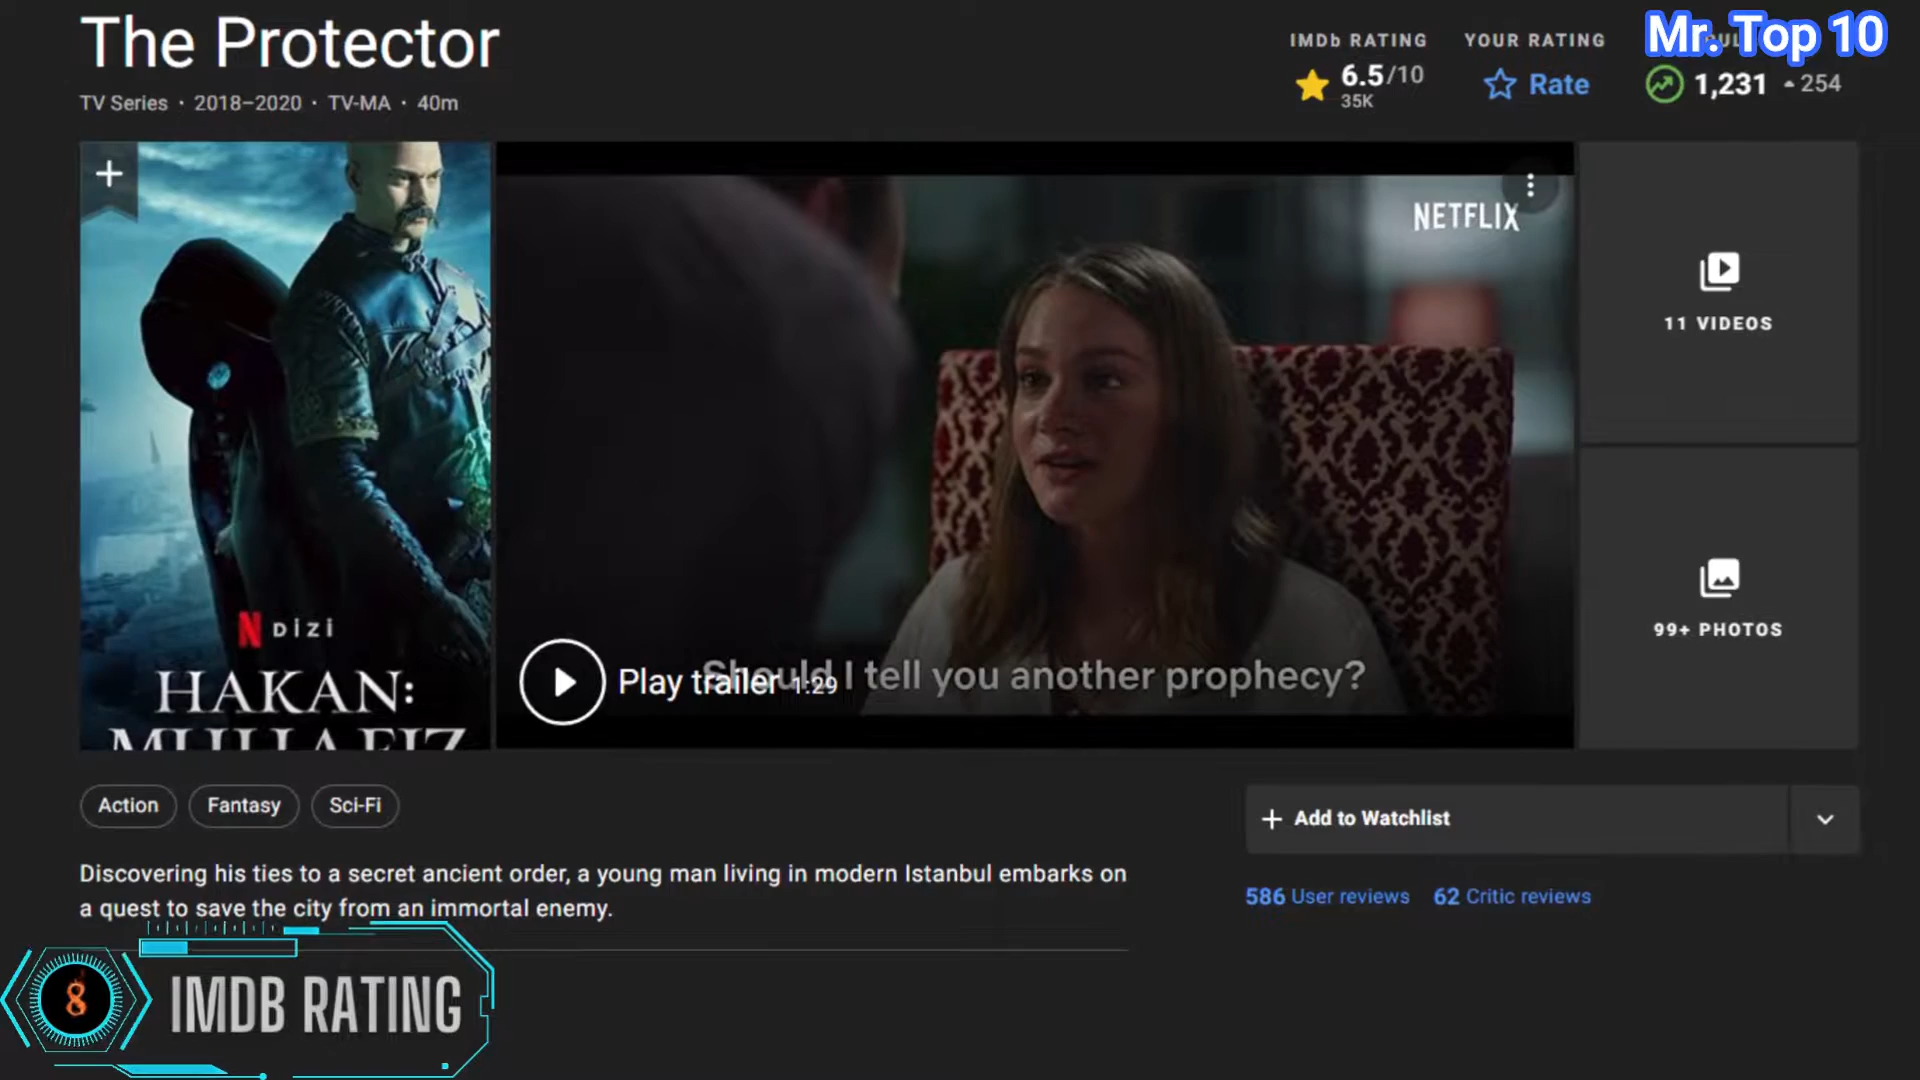 The Protector
TV Series · 2018–2020 · TV-MA · 40m
IMDb RATING
6.5/10
35K
YOUR RATING
Rate
Mr. Top 10
1,231
254
NETFLIX
N DİZİ
HAKAN:
MUHAFIZ
Play trailer 1:29
Should I tell you another prophecy?
11 VIDEOS
99+ PHOTOS
Action
Fantasy
Sci-Fi
Discovering his ties to a secret ancient order, a young man living in modern Istanbul embarks on
a quest to save the city from an immortal enemy.
+ Add to Watchlist
586 User reviews 62 Critic reviews
8
IMDB RATING